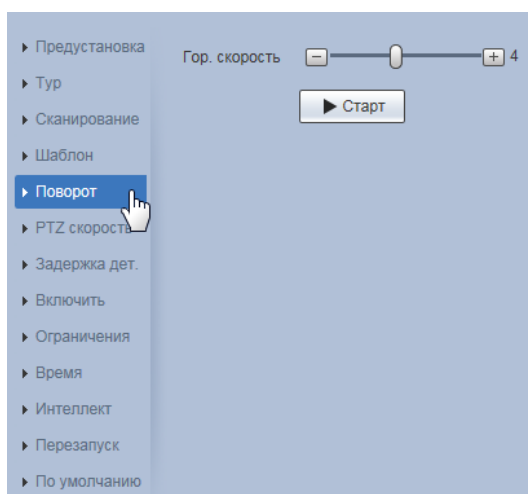 Предустановка
Тур
Сканирование
Шаблон
Поворот
PTZ скорость
Задержка дет.
Включить
Ограничения
Время
Интеллект
Перезапуск
По умолчанию
Гор. скорость 4
Старт